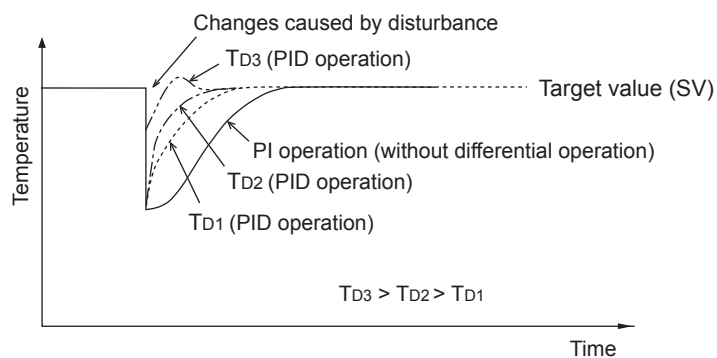 Changes caused by disturbance
TD3 (PID operation)
Target value (SV)
PI operation (without differential operation)
TD2 (PID operation)
TD1 (PID operation)
Temperature
TD3 > TD2 > TD1
Time